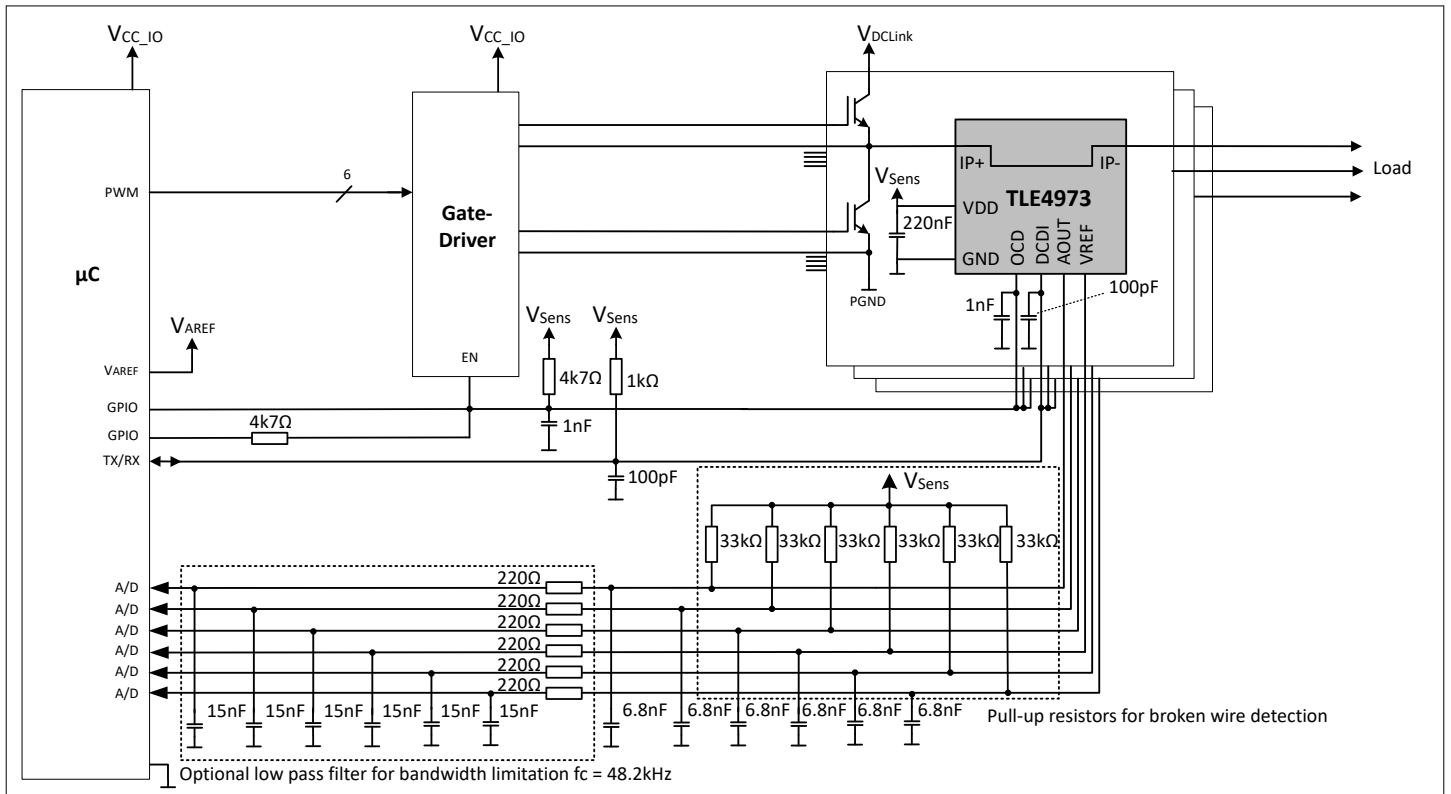 VCC_IO
VCC_IO
VDCLink
µC
PWM
6
Gate-
Driver
EN
IP+
IP-
TLE4973
VDD
GND
OCD
DCDI
AOUT
VREF
Load
VSens
220nF
PGND
1nF
100pF
VAREF
VAREF
VSens
VSens
4k7Ω
1kΩ
GPIO
GPIO
4k7Ω
1nF
TX/RX
100pF
VSens
33kΩ
33kΩ
33kΩ
33kΩ
33kΩ
33kΩ
A/D
220Ω
A/D
220Ω
A/D
220Ω
A/D
220Ω
A/D
220Ω
A/D
220Ω
15nF
15nF
15nF
15nF
15nF
15nF
6.8nF
6.8nF
6.8nF
6.8nF
6.8nF
6.8nF
Pull-up resistors for broken wire detection
Optional low pass filter for bandwidth limitation fc = 48.2kHz